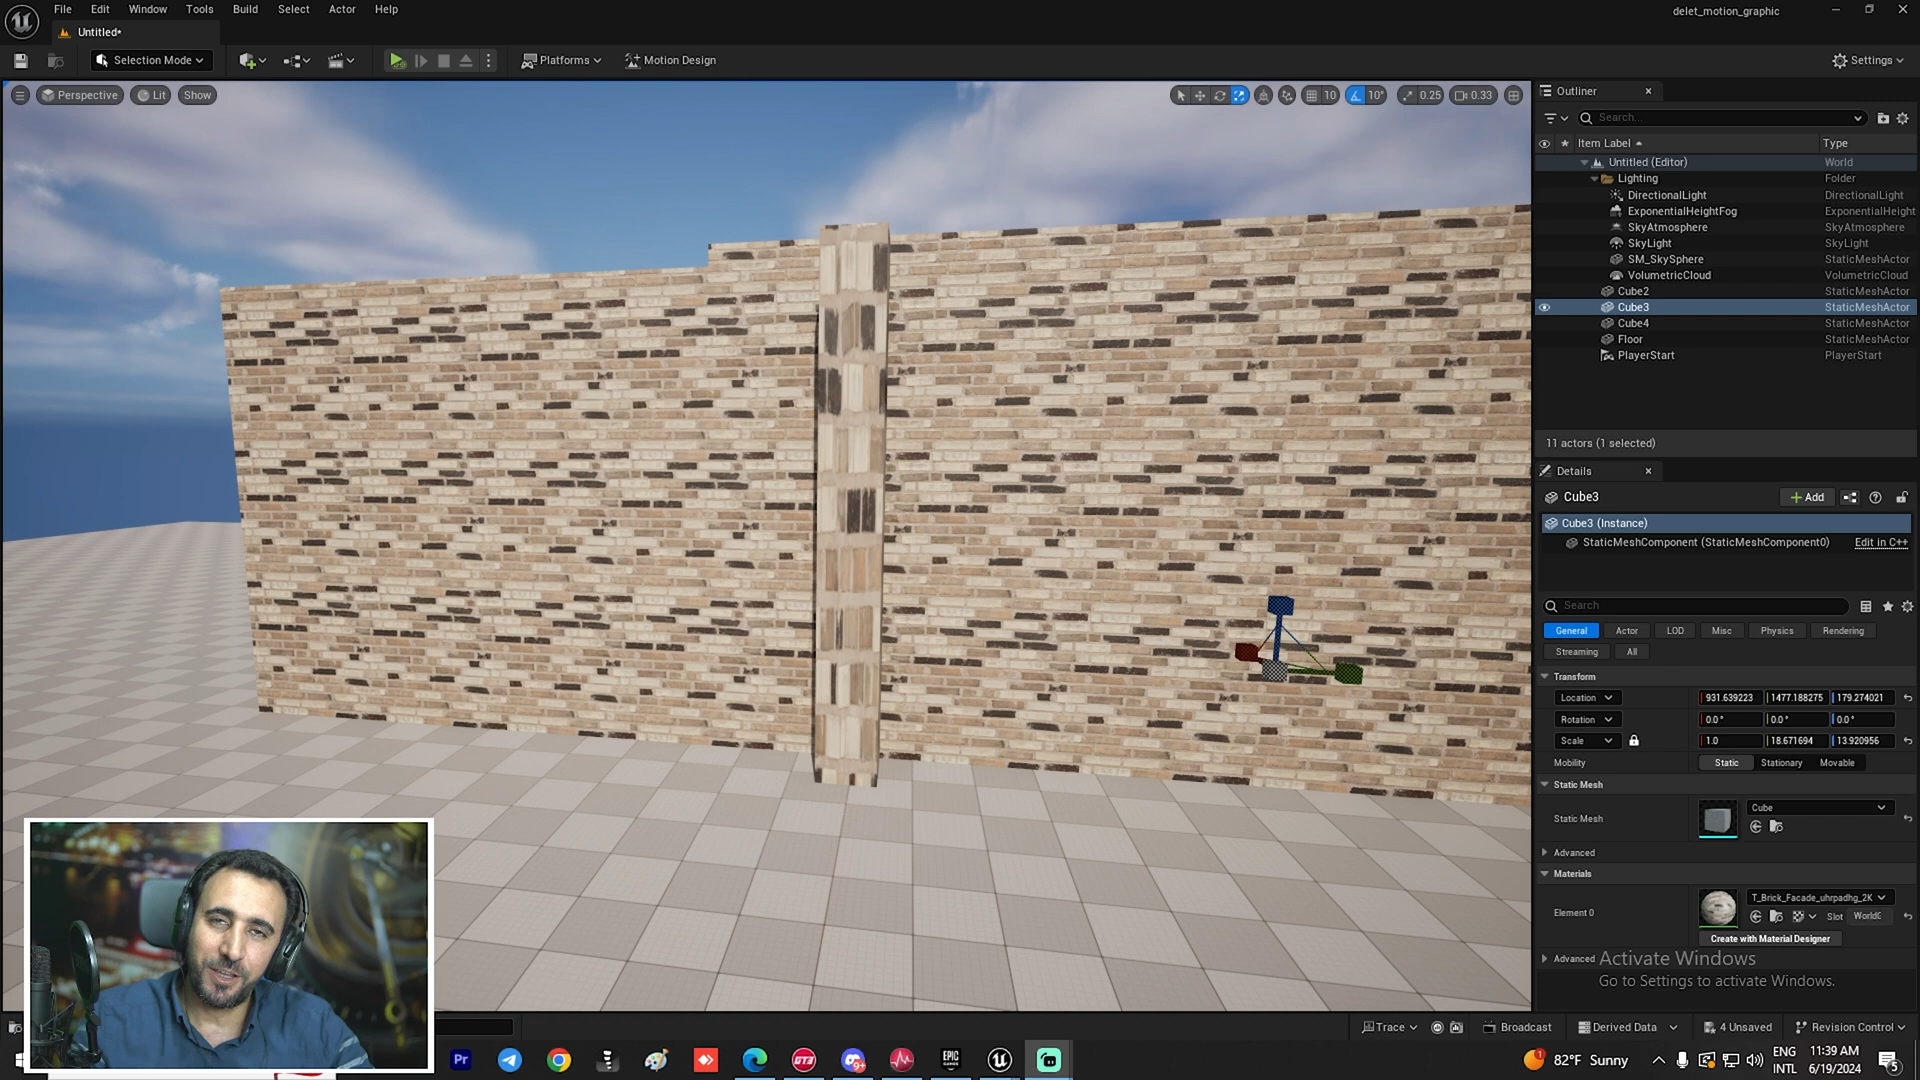 File Edit Window Tools Build Select Actor Help
delet_motion_graphic
Untitled*
Selection Mode
Platforms
Motion Design
Settings
Perspective
Lit
Show
10
10°
0.25
0.33
Outliner
Search...
Item Label
Type
Untitled (Editor) World
Lighting Folder
DirectionalLight DirectionalLight
ExponentialHeightFog ExponentialHeight
SkyAtmosphere SkyAtmosphere
SkyLight SkyLight
SM_SkySphere StaticMeshActor
VolumetricCloud VolumetricCloud
Cube2 StaticMeshActor
Cube3 StaticMeshActor
Cube4 StaticMeshActor
Floor StaticMeshActor
PlayerStart PlayerStart
11 actors (1 selected)
Details
Cube3
+ Add
Cube3 (Instance)
StaticMeshComponent (StaticMeshComponent0) Edit in C++
Search
General Actor LOD Misc Physics Rendering
Streaming All
Transform
Location 931.639223 1477.188275 179.274021
Rotation 0.0° 0.0° 0.0°
Scale 1.0 18.671694 13.920956
Mobility Static Stationary Movable
Static Mesh
Static Mesh Cube
Advanced
Materials
Element 0 T_Brick_Facade_uhrpadhg_2K
Slot
Create with Material Designer
Advanced
Activate Windows
Go to Settings to activate Windows.
Trace
Broadcast
Derived Data
4 Unsaved
Revision Control
Pr
GT3
9+
EPIC
GAMES
1
82°F Sunny
ENG
INTL
11:39 AM
6/19/2024
5